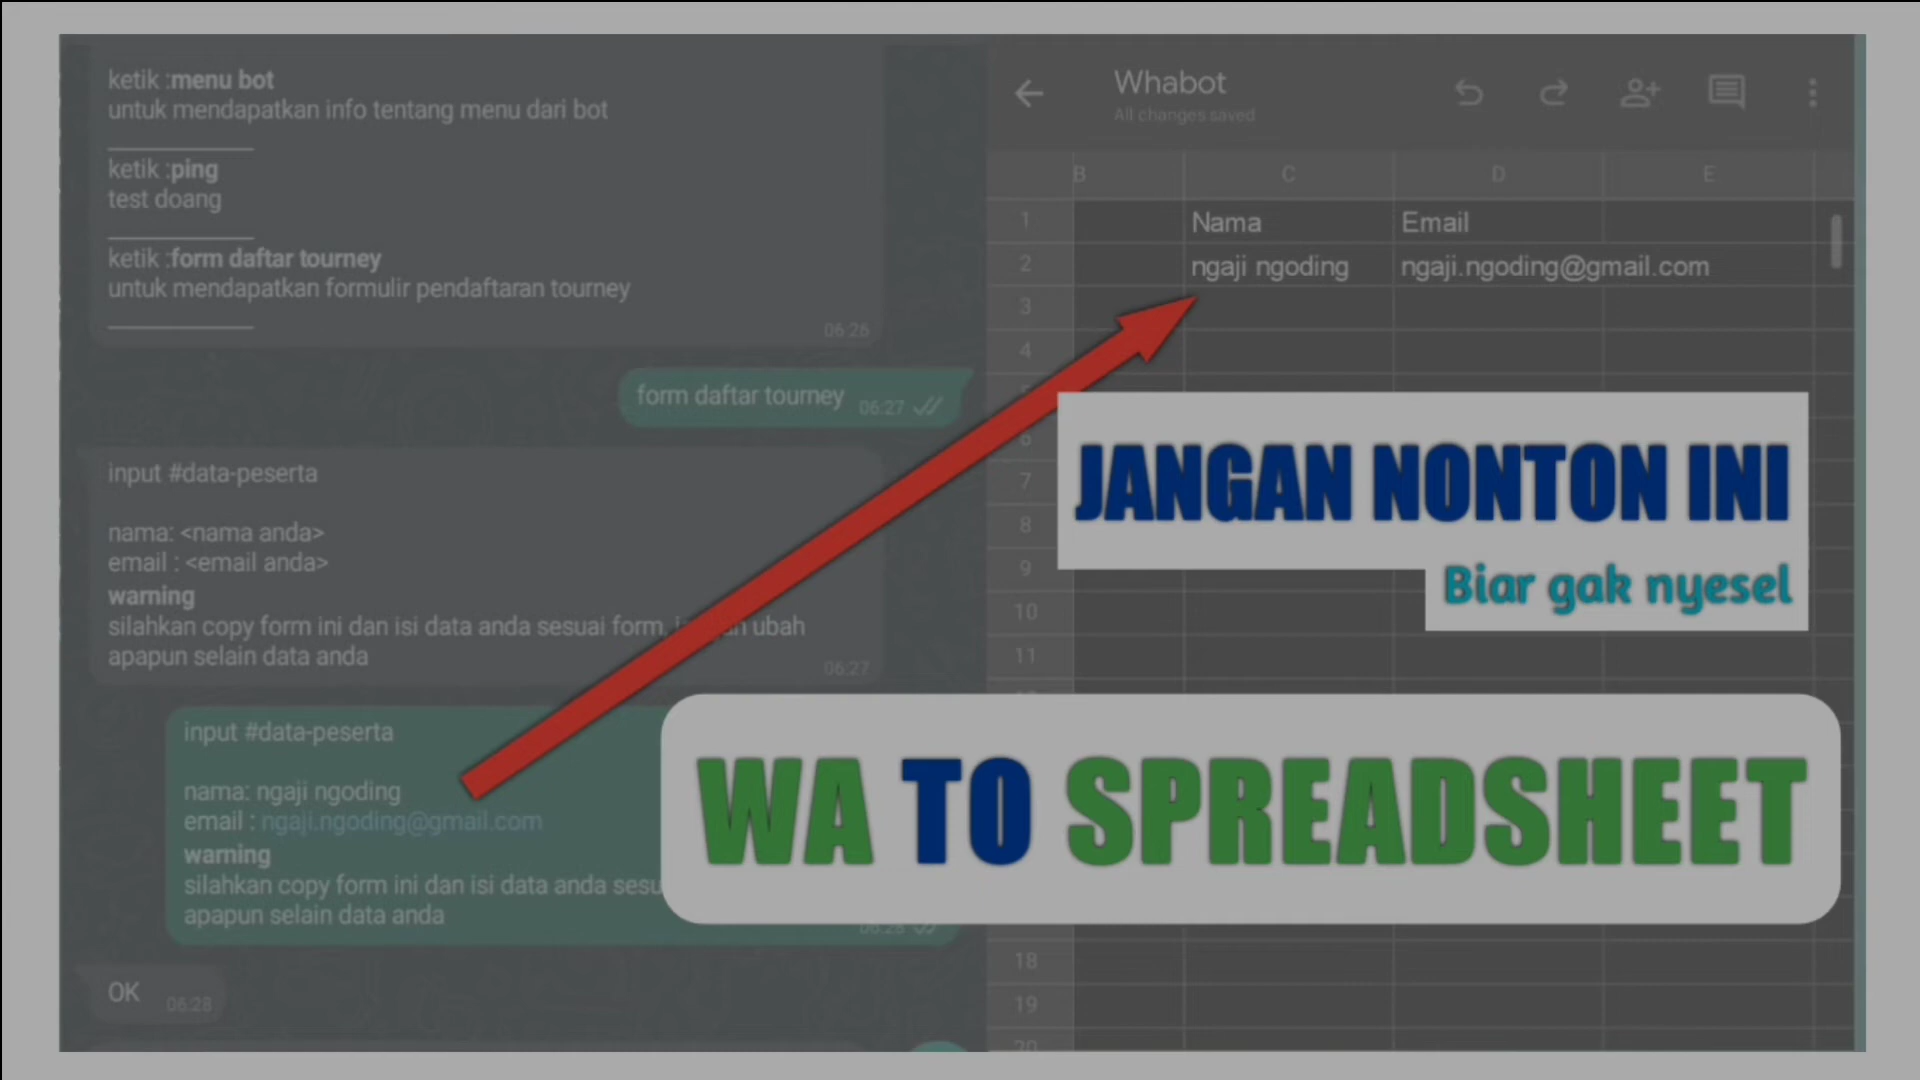 ketik :menu bot
untuk mendapatkan info tentang menu dari bot
ketik :ping
test doang
ketik :form daftar tourney
untuk mendapatkan formulir pendaftaran tourney
06:26
form daftar tourney 06:27
input #data-peserta
nama: <nama anda>
email : <email anda>
warning
silahkan copy form ini dan isi data anda sesuai form, ubah
apapun selain data anda
06:27
input #data-peserta
nama: ngaji ngoding
email : ngaji.ngoding@gmail.com
warning
silahkan copy form ini dan isi data anda sesu
apapun selain data anda
06:28
OK 06:28
Whabot
All changes saved
B C D E
1 Nama Email
2 ngaji ngoding ngaji.ngoding@gmail.com
3
4
6
7
8
9
10
11
18
19
20
JANGAN NONTON INI
Biar gak nyesel
WA TO SPREADSHEET